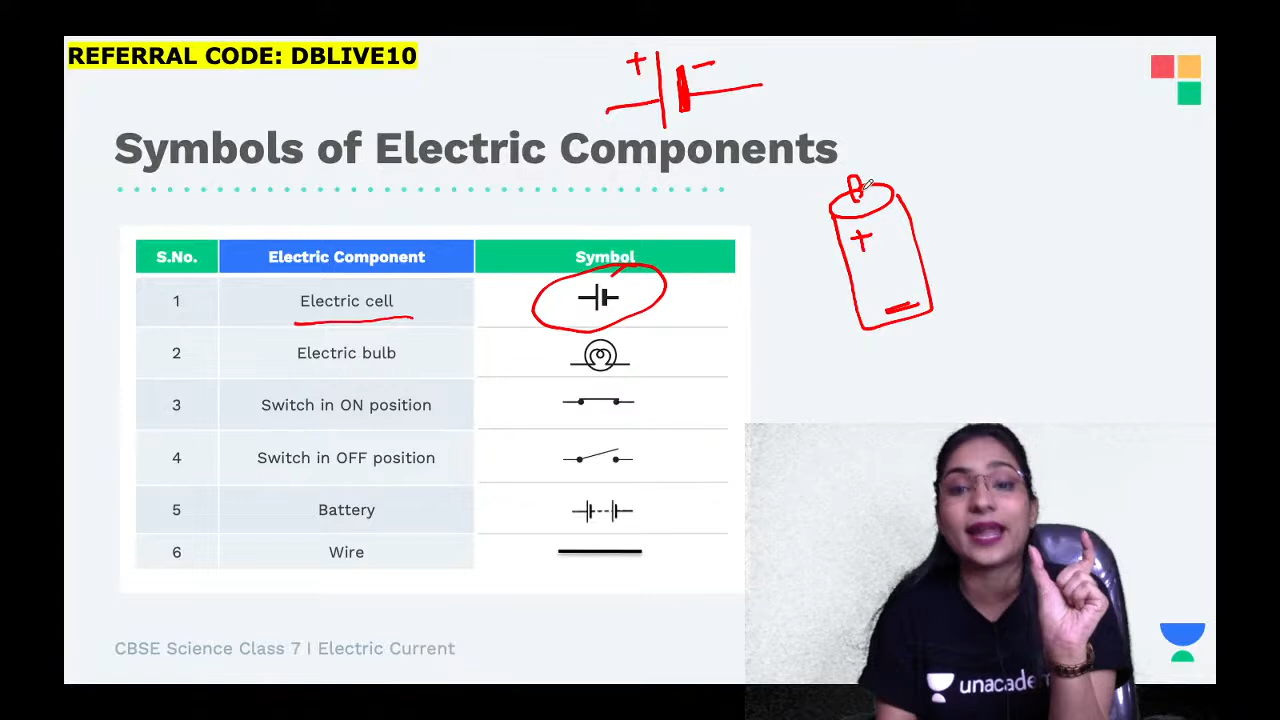 REFERRAL CODE: DBLIVE10
+ -
Symbols of Electric Components
S.No. Electric Component Symbol
1 Electric cell
2 Electric bulb
3 Switch in ON position
4 Switch in OFF position
5 Battery
6 Wire
+
-
CBSE Science Class 7 I Electric Current